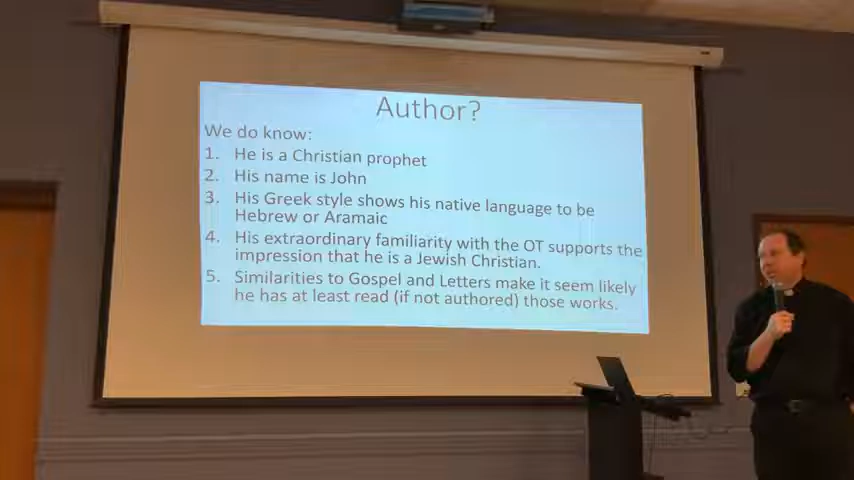 Author?
We do know:
1. He is a Christian prophet
2. His name is John
3. His Greek style shows his native language to be
Hebrew or Aramaic
4. His extraordinary familiarity with the OT supports the
impression that he is a Jewish Christian.
5. Similarities to Gospel and Letters make it seem likely
he has at least read (if not authored) those works.